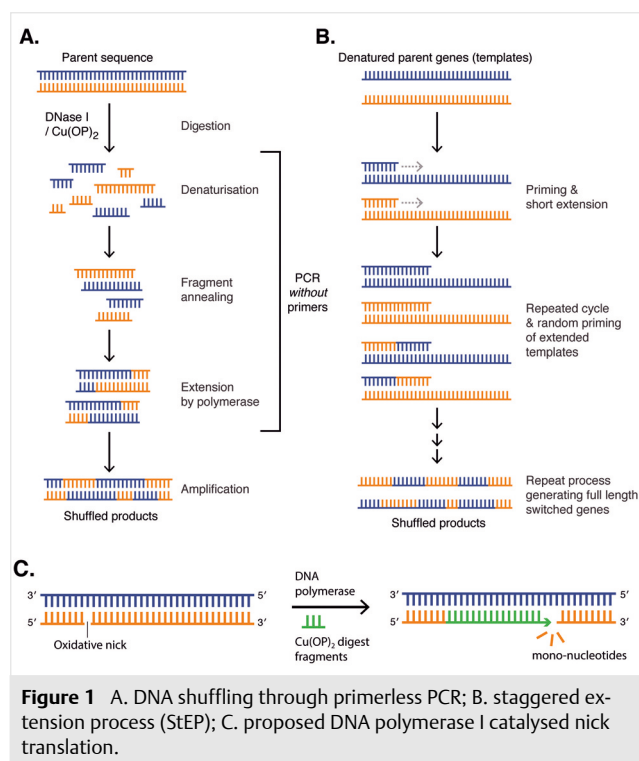 A.
Parent sequence
DNase I
/ Cu(OP)2
Digestion
Denaturisation
Fragment
annealing
PCR
without
primers
Extension
by polymerase
Amplification
Shuffled products
B.
Denatured parent genes (templates)
Priming &
short extension
Repeated cycle
& random priming
of extended
templates
Repeat process
generating full length
switched genes
Shuffled products
C.
3′ 5′
5′ 3′
Oxidative nick
DNA
polymerase
Cu(OP)2 digest
fragments
3′ 5′
5′ 3′
mono-nucleotides
Figure 1 A. DNA shuffling through primerless PCR; B. staggered ex-
tension process (StEP); C. proposed DNA polymerase I catalysed nick
translation.